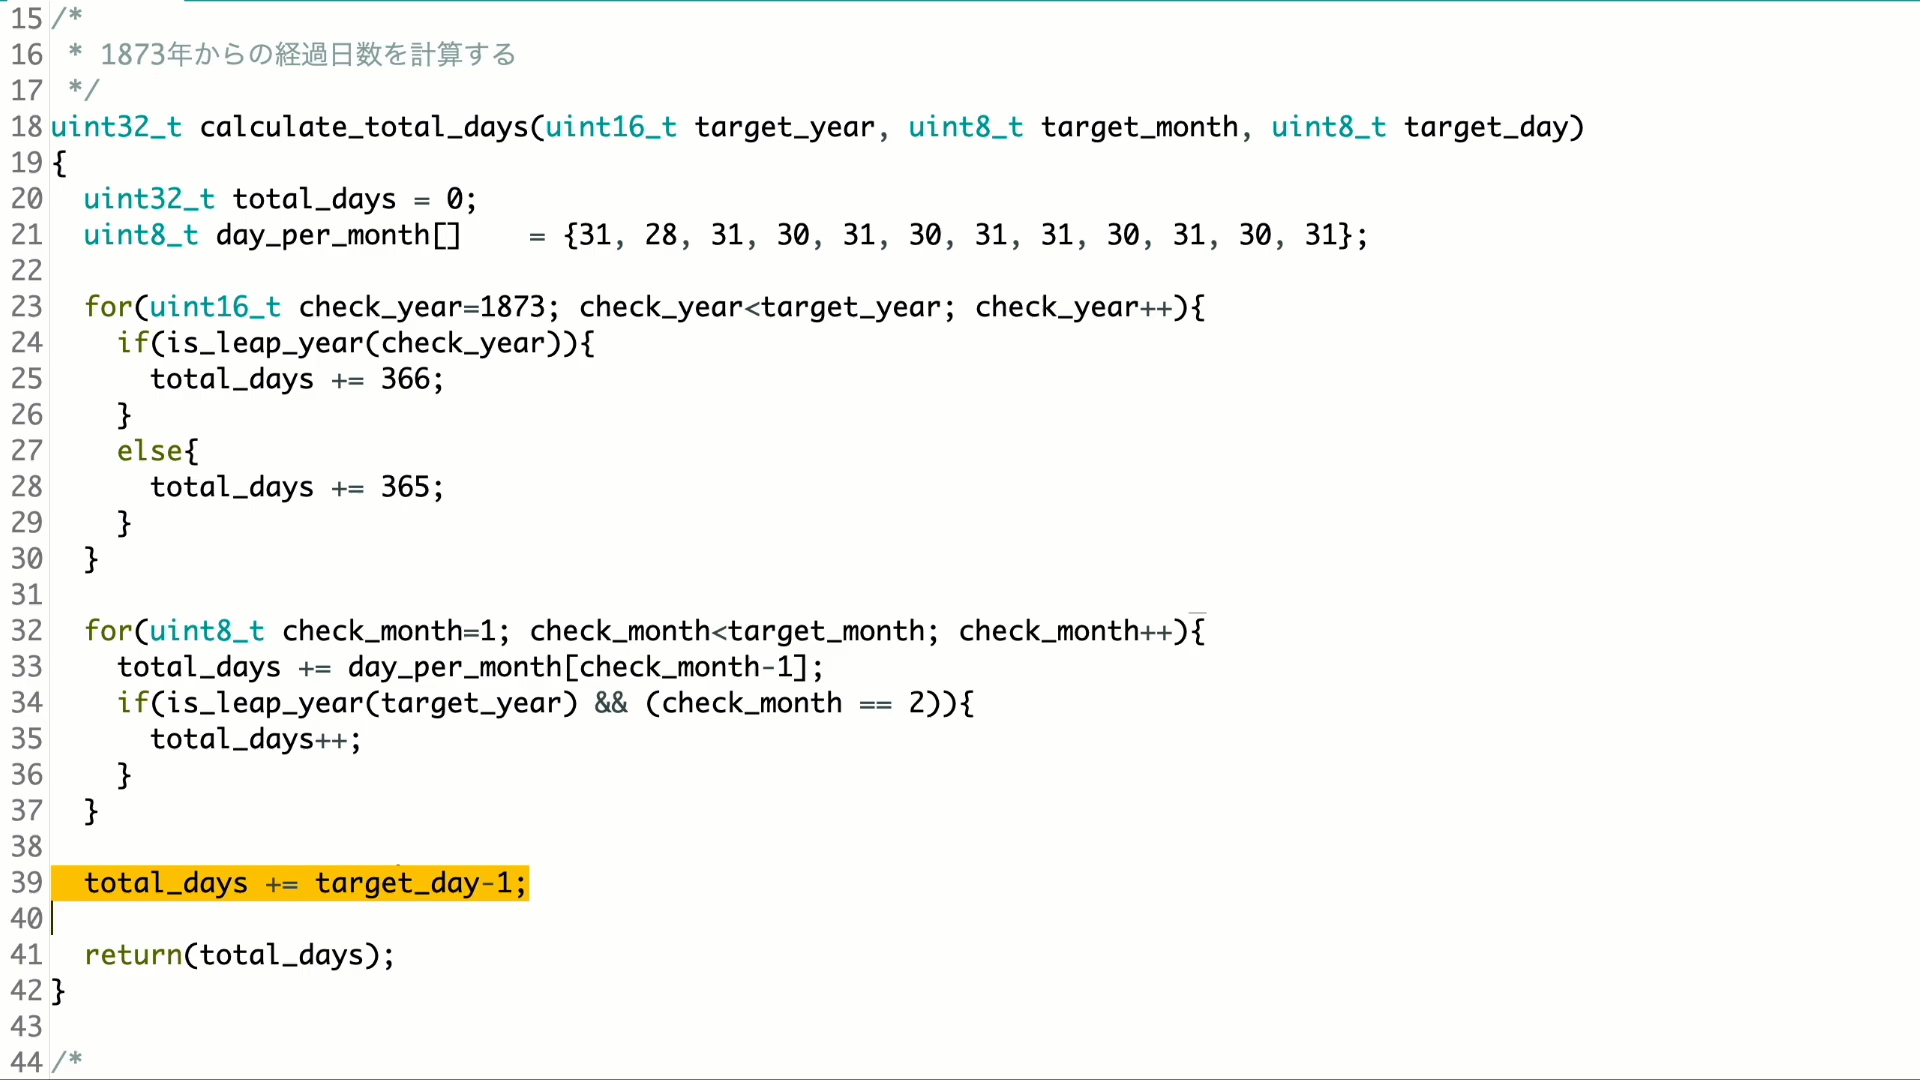 15 /*
16  * 1873年からの経過日数を計算する
17  */
18 uint32_t calculate_total_days(uint16_t target_year, uint8_t target_month, uint8_t target_day)
19 {
20   uint32_t total_days = 0;
21   uint8_t day_per_month[]    = {31, 28, 31, 30, 31, 30, 31, 31, 30, 31, 30, 31};
22
23   for(uint16_t check_year=1873; check_year<target_year; check_year++){
24     if(is_leap_year(check_year)){
25       total_days += 366;
26     }
27     else{
28       total_days += 365;
29     }
30   }
31
32   for(uint8_t check_month=1; check_month<target_month; check_month++){
33     total_days += day_per_month[check_month-1];
34     if(is_leap_year(target_year) && (check_month == 2)){
35       total_days++;
36     }
37   }
38
39   total_days += target_day-1;
40
41   return(total_days);
42 }
43
44 /*